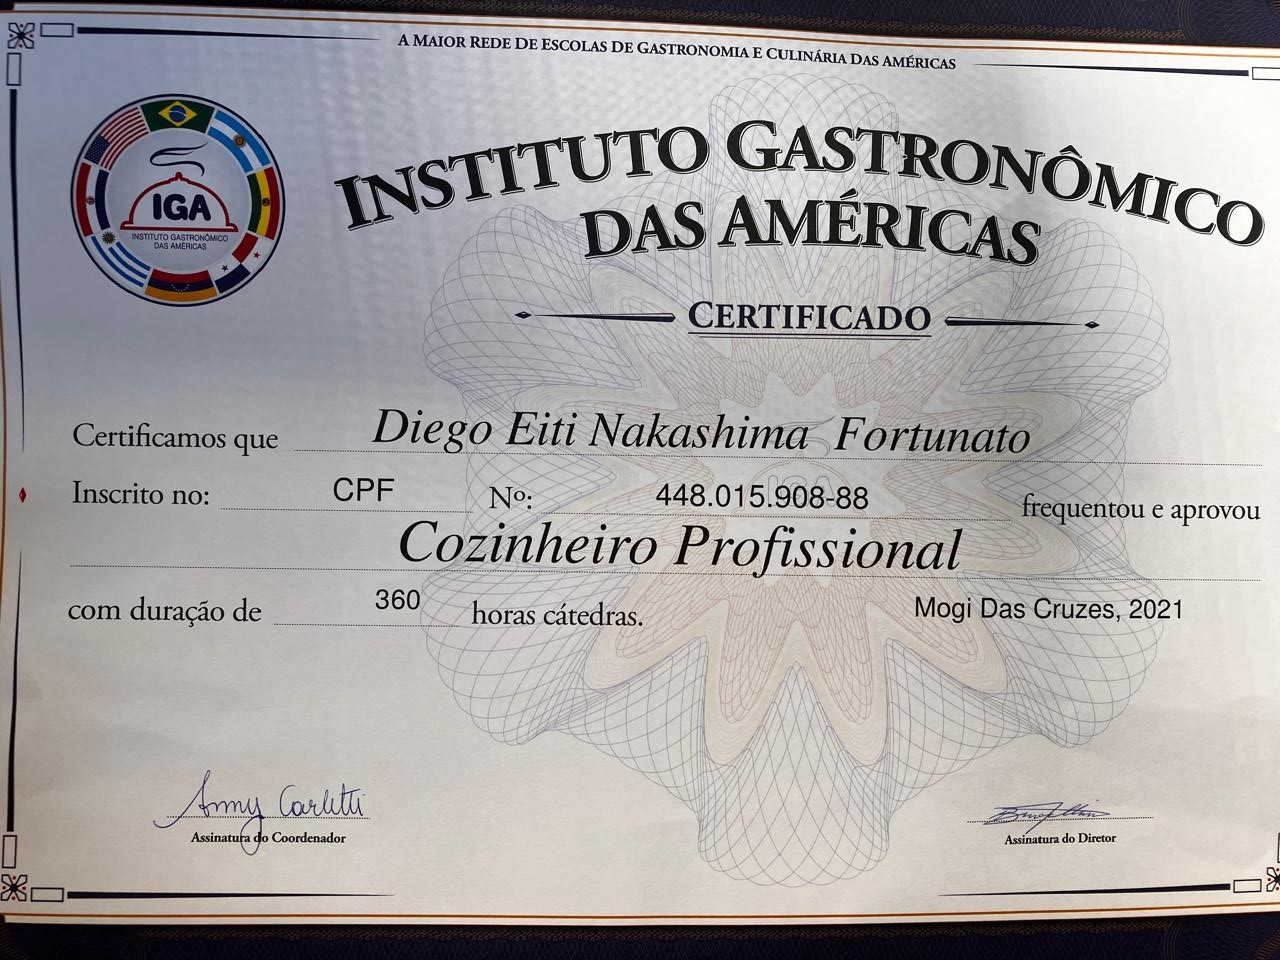 A MAIOR REDE DE ESCOLAS DE GASTRONOMIA E CULINÁRIA DAS AMÉRICAS
IGA
INSTITUTO GASTRONÔMICO
DAS AMÉRICAS
INSTITUTO GASTRONÔMICO
DAS AMÉRICAS
CERTIFICADO
Certificamos que Diego Eiti Nakashima Fortunato
Inscrito no: CPF Nº: 448.015.908-88 frequentou e aprovou
Cozinheiro Profissional
com duração de 360 horas cátedras. Mogi Das Cruzes, 2021
Anny Carletti
Assinatura do Coordenador
Assinatura do Diretor